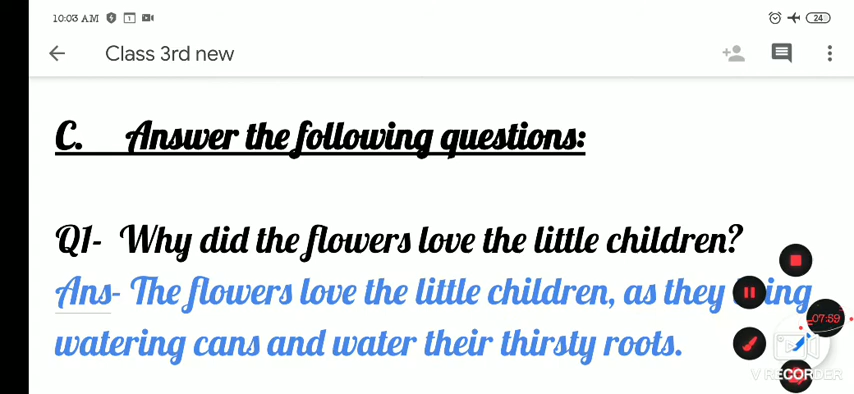 10:03 AM 1 24
Class 3rd new
C. Answer the following questions:
Q1- Why did the flowers love the little children?
Ans- The flowers love the little children, as they
watering cans and water their thirsty roots.
07:59
V RECORDER